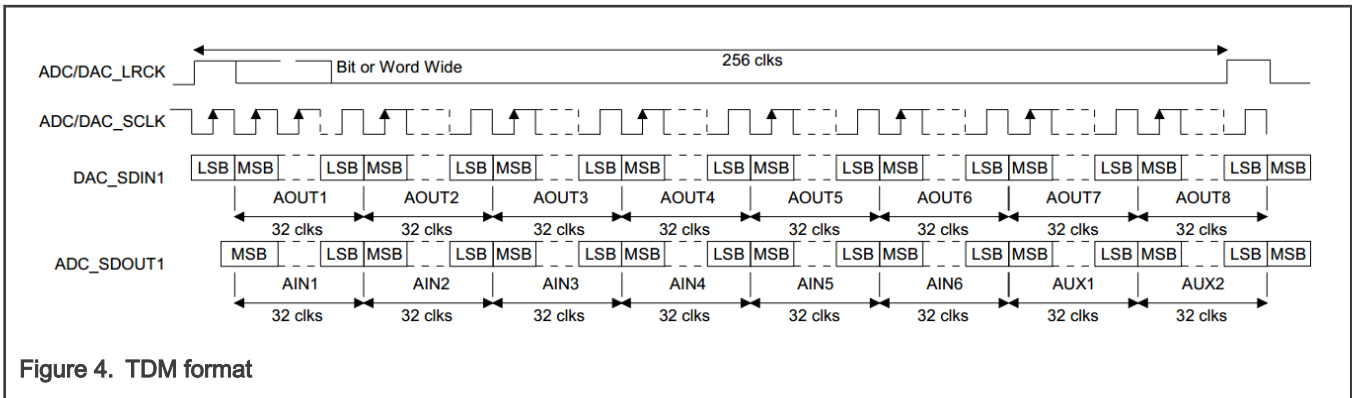 ADC/DAC_LRCK Bit or Word Wide 256 clks
ADC/DAC_SCLK
DAC_SDIN1 LSB MSB LSB MSB LSB MSB LSB MSB LSB MSB LSB MSB LSB MSB LSB MSB LSB MSB
AOUT1 AOUT2 AOUT3 AOUT4 AOUT5 AOUT6 AOUT7 AOUT8
32 clks 32 clks 32 clks 32 clks 32 clks 32 clks 32 clks 32 clks
ADC_SDOUT1 MSB LSB MSB LSB MSB LSB MSB LSB MSB LSB MSB LSB MSB LSB MSB LSB MSB
AIN1 AIN2 AIN3 AIN4 AIN5 AIN6 AUX1 AUX2
32 clks 32 clks 32 clks 32 clks 32 clks 32 clks 32 clks 32 clks
Figure 4. TDM format